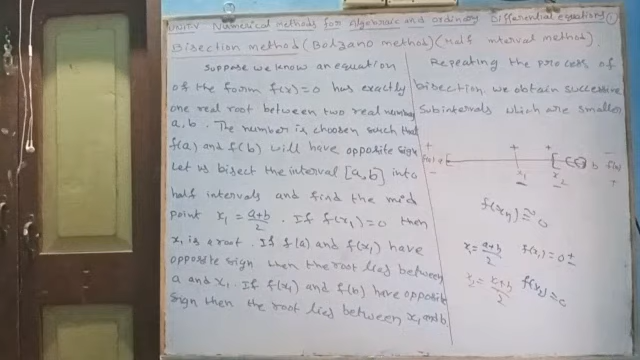 UNIT-V Numerical methods for Algebraic and ordinary Differential equations ①
Bisection method (Bolzano method) (Half interval method).
Suppose we know an equation
of the form f(x)=0 has exactly
one real root between two real numbers
a, b. The number is choosen such that
f(a) and f(b) will have opposite sign
Let us bisect the interval [a,b] into
half intervals and find the mid
point x₁ = a+b/2. If f(x₁)=0 then
x₁ is a root. If f(a) and f(x₁) have
opposite sign then the root lies between
a and x₁. If f(x₁) and f(b) have opposite
sign then the root lies between x₁ and b
Repeating the process of
bisection. we obtain successive
subintervals which are smaller
+ + + −
f(a) a b f(b)
− x₁ x₂ +
f(xₙ) ≅ 0
x₁ = a+b/2 f(x₁) = 0 ±
x₂ = x₁+b/2 f(x₂) = 0